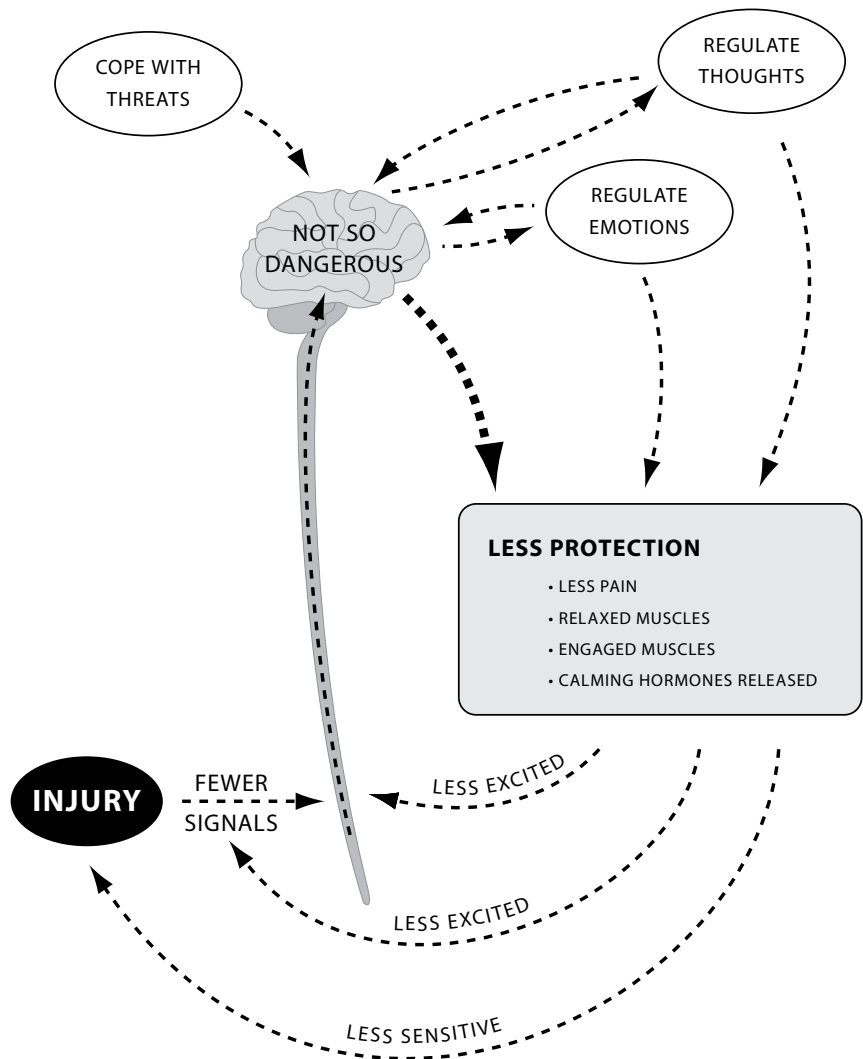 COPE WITH
THREATS
REGULATE
THOUGHTS
REGULATE
EMOTIONS
NOT SO
DANGEROUS
LESS PROTECTION
• LESS PAIN
• RELAXED MUSCLES
• ENGAGED MUSCLES
• CALMING HORMONES RELEASED
INJURY
FEWER
SIGNALS
LESS EXCITED
LESS EXCITED
LESS SENSITIVE